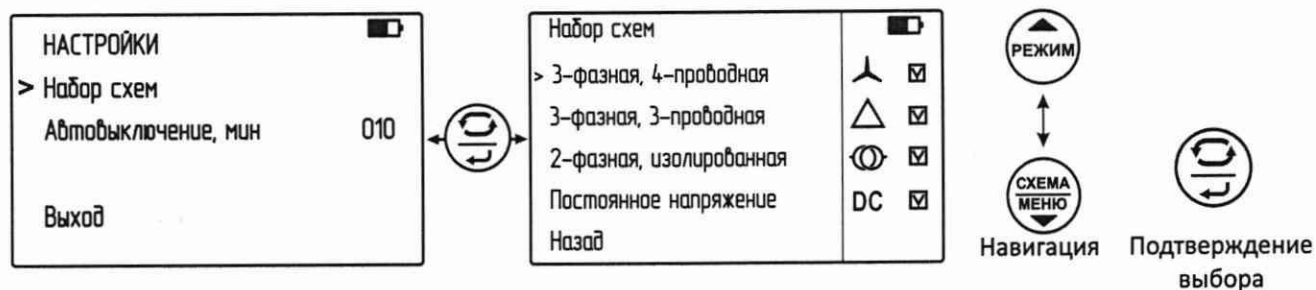 НАСТРОЙКИ
> Набор схем
Автовыключение, мин 010
Выход
Набор схем
> 3-фазная, 4-проводная
3-фазная, 3-проводная
2-фазная, изолированная
Постоянное напряжение DC
Назад
РЕЖИМ
СХЕМА
МЕНЮ
Навигация
Подтверждение
выбора